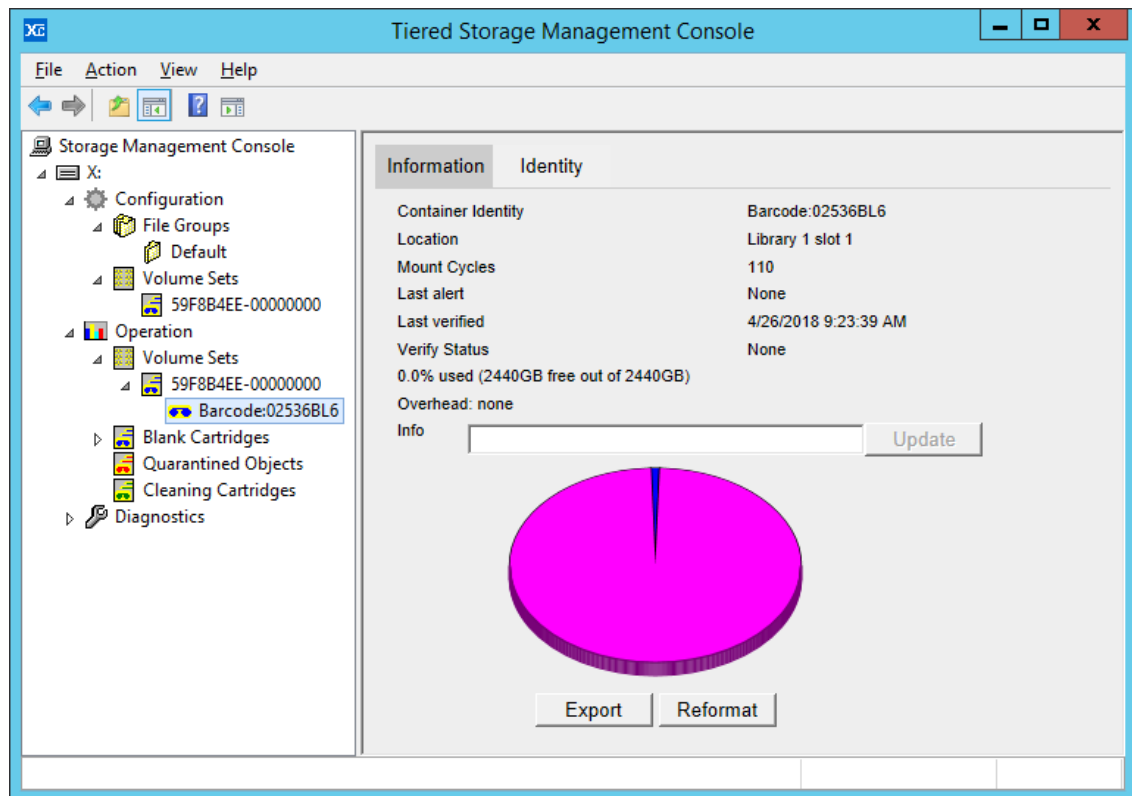 XC
Tiered Storage Management Console
X
File Action View Help
?
Storage Management Console
X:
Configuration
File Groups
Default
Volume Sets
59F8B4EE-00000000
Operation
Volume Sets
59F8B4EE-00000000
Barcode:02536BL6
Blank Cartridges
Quarantined Objects
Cleaning Cartridges
Diagnostics
Information Identity
Container Identity Barcode:02536BL6
Location Library 1 slot 1
Mount Cycles 110
Last alert None
Last verified 4/26/2018 9:23:39 AM
Verify Status None
0.0% used (2440GB free out of 2440GB)
Overhead: none
Info Update
Export Reformat